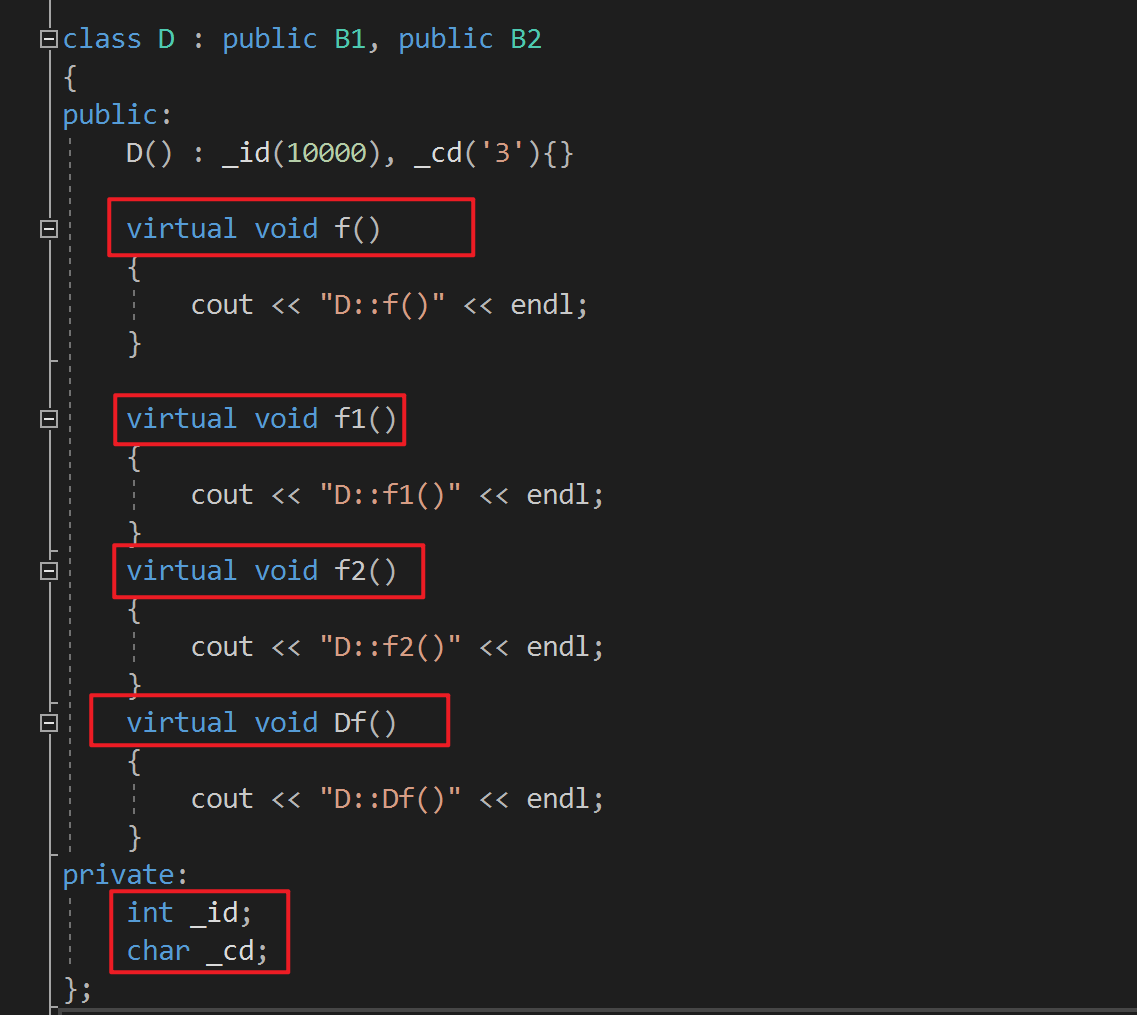 class D : public B1, public B2
{
public:
    D() : _id(10000), _cd('3'){}
    virtual void f()
    {
        cout << "D::f()" << endl;
    }
    virtual void f1()
    {
        cout << "D::f1()" << endl;
    }
    virtual void f2()
    {
        cout << "D::f2()" << endl;
    }
    virtual void Df()
    {
        cout << "D::Df()" << endl;
    }
private:
    int _id;
    char _cd;
};